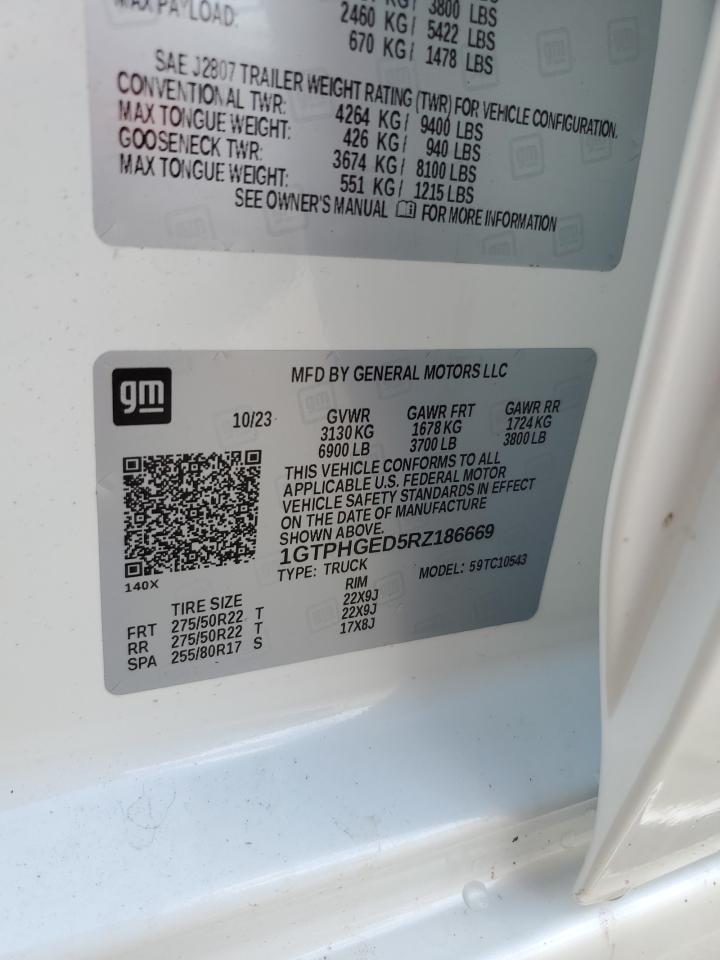 MAX PAYLOAD:
KG/ 3800 LBS
2460 KG/ 5422 LBS
670 KG/ 1478 LBS
SAE J2807 TRAILER WEIGHT RATING (TWR) FOR VEHICLE CONFIGURATION.
CONVENTIONAL TWR: 4264 KG/ 9400 LBS
MAX TONGUE WEIGHT: 426 KG/ 940 LBS
GOOSENECK TWR: 3674 KG/ 8100 LBS
MAX TONGUE WEIGHT: 551 KG/ 1215 LBS
SEE OWNER'S MANUAL FOR MORE INFORMATION
gm
MFD BY GENERAL MOTORS LLC
10/23 GVWR GAWR FRT GAWR RR
3130 KG 1678 KG 1724 KG
6900 LB 3700 LB 3800 LB
THIS VEHICLE CONFORMS TO ALL
APPLICABLE U.S. FEDERAL MOTOR
VEHICLE SAFETY STANDARDS IN EFFECT
ON THE DATE OF MANUFACTURE
SHOWN ABOVE.
1GTPHGED5RZ186669
TYPE: TRUCK MODEL: 59TC10543
140X
TIRE SIZE RIM
FRT 275/50R22 T 22X9J
RR 275/50R22 T 22X9J
SPA 255/80R17 S 17X8J